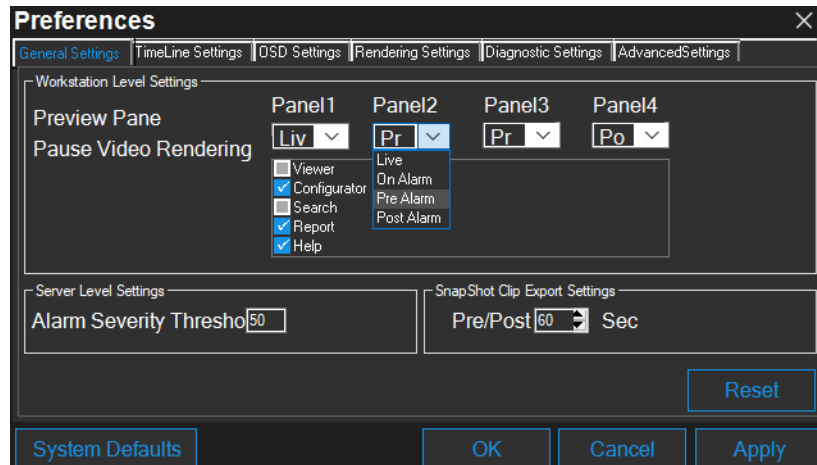 Preferences
General Settings TimeLine Settings OSD Settings Rendering Settings Diagnostic Settings AdvancedSettings
Workstation Level Settings
Panel1 Panel2 Panel3 Panel4
Preview Pane
Liv Pr Pr Po
Pause Video Rendering
Live
Viewer
On Alarm
Configurator
Pre Alarm
Search
Post Alarm
Report
Help
Server Level Settings
SnapShot Clip Export Settings
Alarm Severity Thresho 50
Pre/Post 60 Sec
Reset
System Defaults OK Cancel Apply